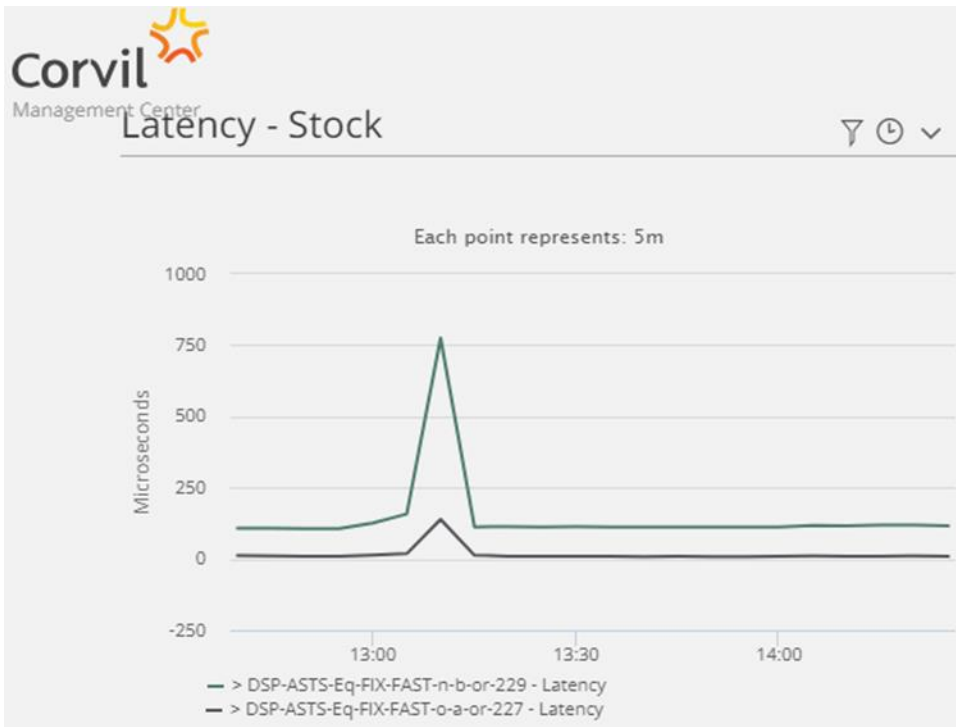 Corvil
Management Center
Latency - Stock
Each point represents: 5m
1000
750
500
250
0
-250
Microseconds
13:00 13:30 14:00
> DSP-ASTS-Eq-FIX-FAST-n-b-or-229 - Latency
> DSP-ASTS-Eq-FIX-FAST-o-a-or-227 - Latency